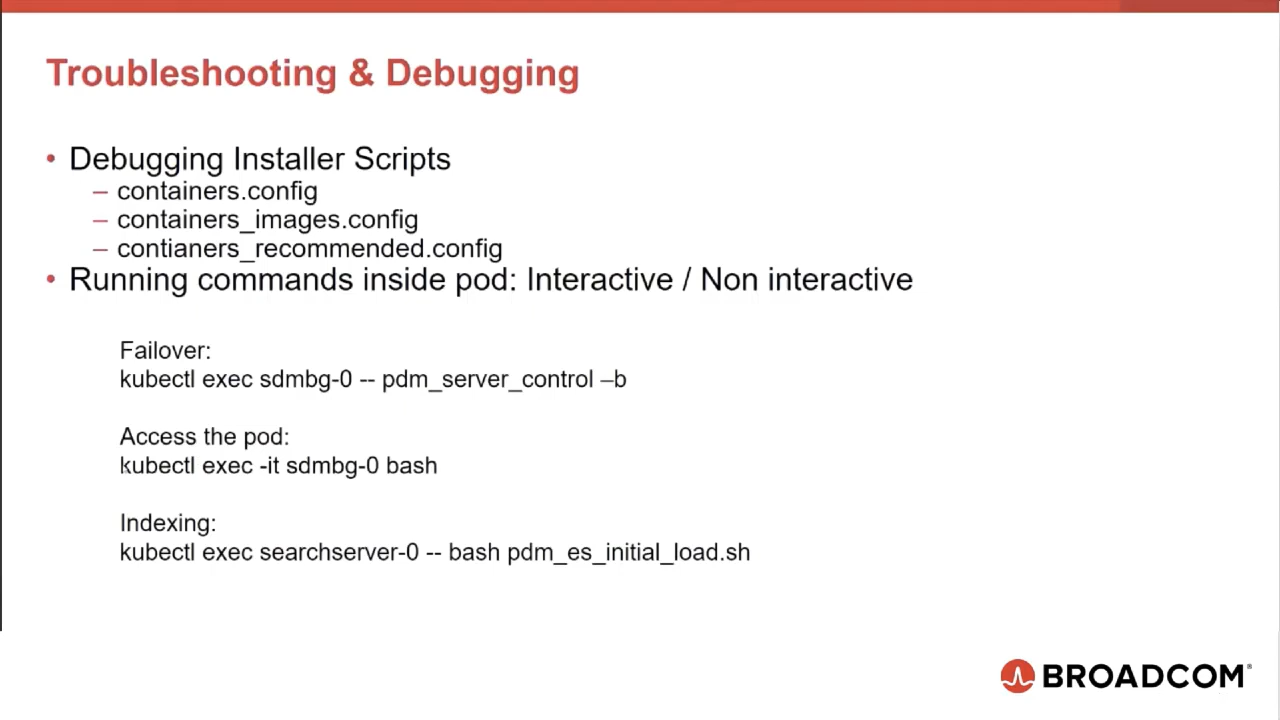 Troubleshooting & Debugging
• Debugging Installer Scripts
– containers.config
– containers_images.config
– contianers_recommended.config
• Running commands inside pod: Interactive / Non interactive
Failover:
kubectl exec sdmbg-0 -- pdm_server_control –b
Access the pod:
kubectl exec -it sdmbg-0 bash
Indexing:
kubectl exec searchserver-0 -- bash pdm_es_initial_load.sh
BROADCOM®